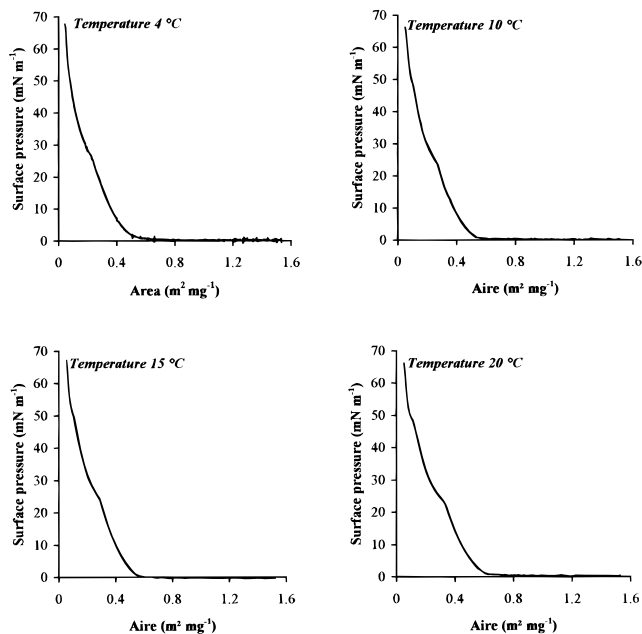 Temperature 4 °C
Surface pressure (mN m⁻¹)
70
60
50
40
30
20
10
0
0 0.4 0.8 1.2 1.6
Area (m² mg⁻¹)
Temperature 10 °C
Surface pressure (mN m⁻¹)
70
60
50
40
30
20
10
0
0 0.4 0.8 1.2 1.6
Aire (m² mg⁻¹)
Temperature 15 °C
Surface pressure (mN m⁻¹)
70
60
50
40
30
20
10
0
0 0.4 0.8 1.2 1.6
Aire (m² mg⁻¹)
Temperature 20 °C
Surface pressure (mN m⁻¹)
70
60
50
40
30
20
10
0
0 0.4 0.8 1.2 1.6
Aire (m² mg⁻¹)